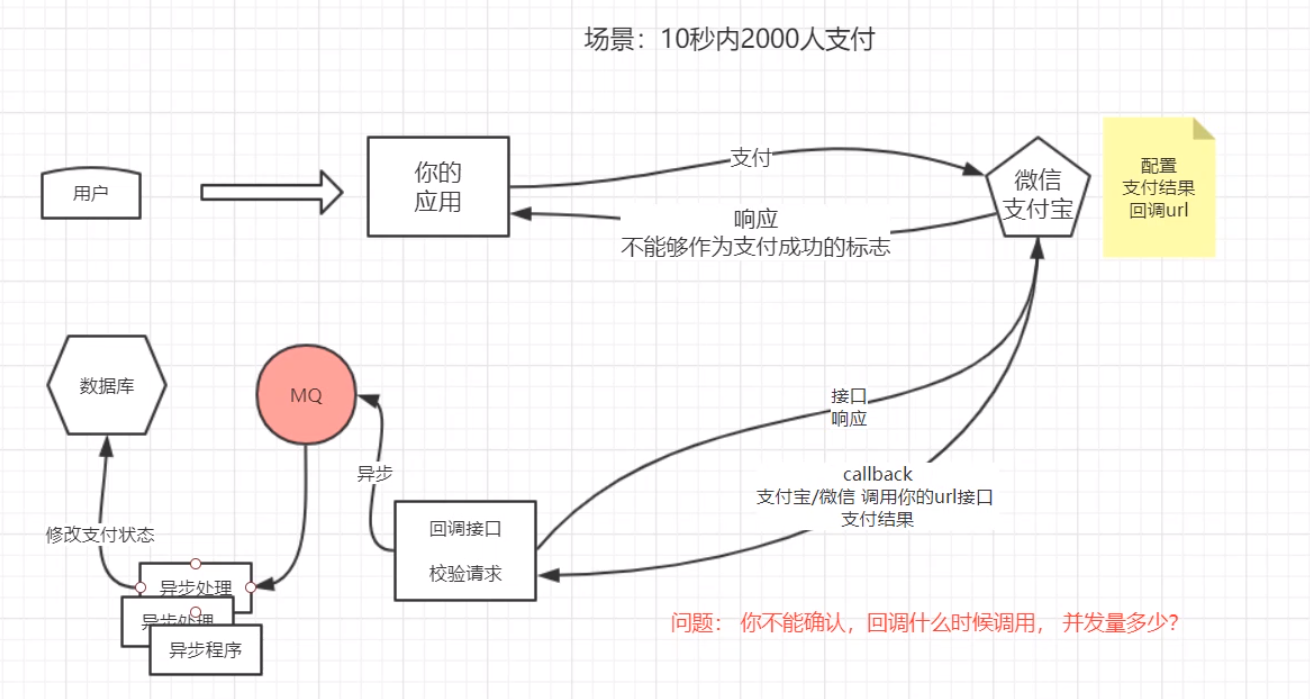 场景：10秒内2000人支付
用户
你的
应用
支付
响应
不能够作为支付成功的标志
微信
支付宝
配置
支付结果
回调url
数据库
MQ
异步
接口
响应
callback
支付宝/微信 调用你的url接口
支付结果
回调接口
校验请求
修改支付状态
异步处理
异步处理
异步程序
问题： 你不能确认，回调什么时候调用， 并发量多少？